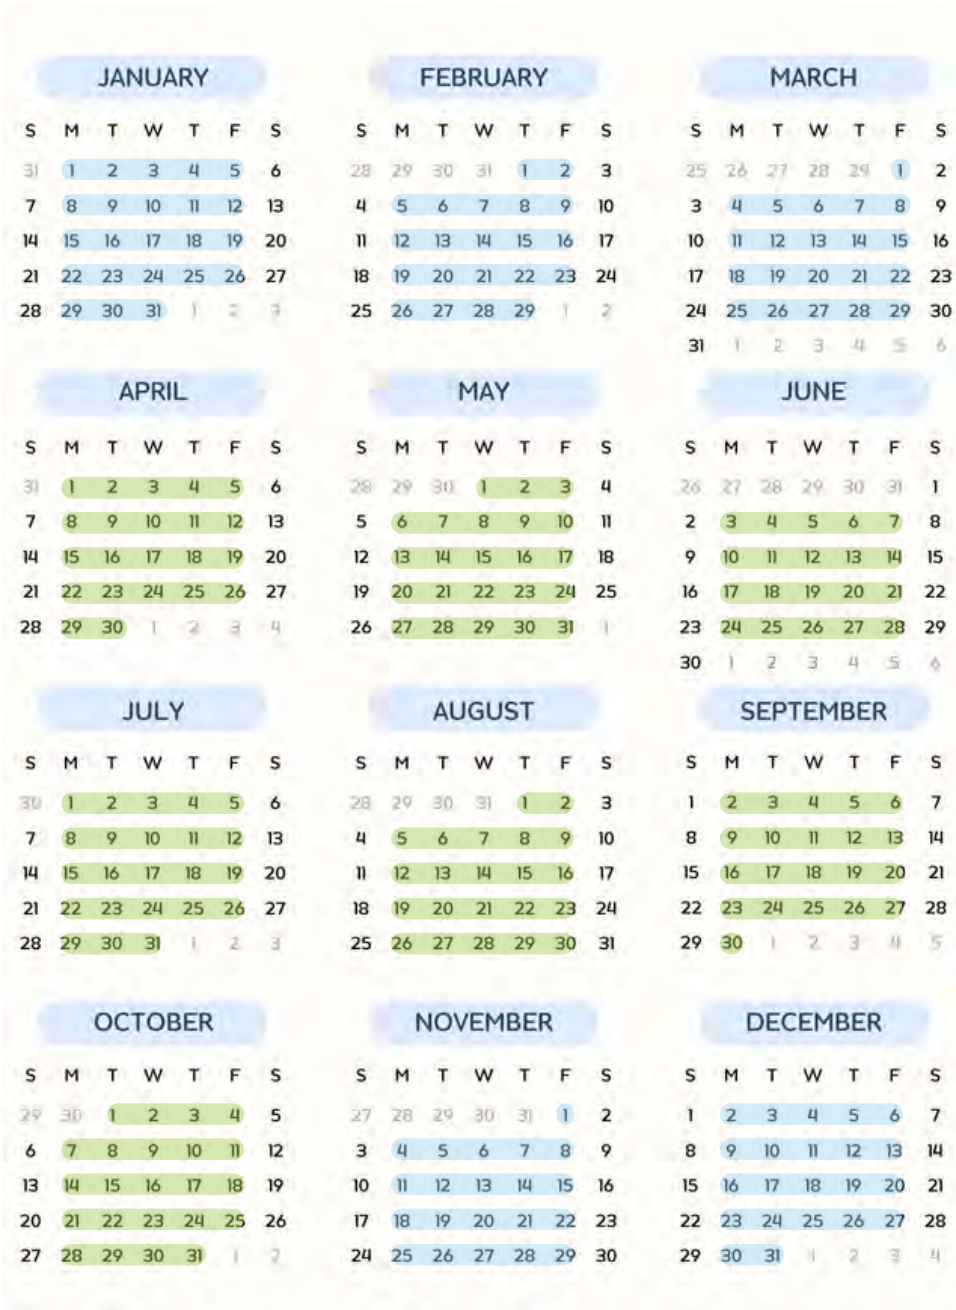 JANUARY
S M T W T F S
31 1 2 3 4 5 6
7 8 9 10 11 12 13
14 15 16 17 18 19 20
21 22 23 24 25 26 27
28 29 30 31 1 2 3
FEBRUARY
S M T W T F S
28 29 30 31 1 2 3
4 5 6 7 8 9 10
11 12 13 14 15 16 17
18 19 20 21 22 23 24
25 26 27 28 29 1 2
MARCH
S M T W T F S
25 26 27 28 29 1 2
3 4 5 6 7 8 9
10 11 12 13 14 15 16
17 18 19 20 21 22 23
24 25 26 27 28 29 30
31 1 2 3 4 5 6
APRIL
S M T W T F S
31 1 2 3 4 5 6
7 8 9 10 11 12 13
14 15 16 17 18 19 20
21 22 23 24 25 26 27
28 29 30 1 2 3 4
MAY
S M T W T F S
28 29 30 1 2 3 4
5 6 7 8 9 10 11
12 13 14 15 16 17 18
19 20 21 22 23 24 25
26 27 28 29 30 31 1
JUNE
S M T W T F S
26 27 28 29 30 31 1
2 3 4 5 6 7 8
9 10 11 12 13 14 15
16 17 18 19 20 21 22
23 24 25 26 27 28 29
30 1 2 3 4 5 6
JULY
S M T W T F S
30 1 2 3 4 5 6
7 8 9 10 11 12 13
14 15 16 17 18 19 20
21 22 23 24 25 26 27
28 29 30 31 1 2 3
AUGUST
S M T W T F S
28 29 30 31 1 2 3
4 5 6 7 8 9 10
11 12 13 14 15 16 17
18 19 20 21 22 23 24
25 26 27 28 29 30 31
SEPTEMBER
S M T W T F S
1 2 3 4 5 6 7
8 9 10 11 12 13 14
15 16 17 18 19 20 21
22 23 24 25 26 27 28
29 30 1 2 3 4 5
OCTOBER
S M T W T F S
29 30 1 2 3 4 5
6 7 8 9 10 11 12
13 14 15 16 17 18 19
20 21 22 23 24 25 26
27 28 29 30 31 1 2
NOVEMBER
S M T W T F S
27 28 29 30 31 1 2
3 4 5 6 7 8 9
10 11 12 13 14 15 16
17 18 19 20 21 22 23
24 25 26 27 28 29 30
DECEMBER
S M T W T F S
1 2 3 4 5 6 7
8 9 10 11 12 13 14
15 16 17 18 19 20 21
22 23 24 25 26 27 28
29 30 31 1 2 3 4